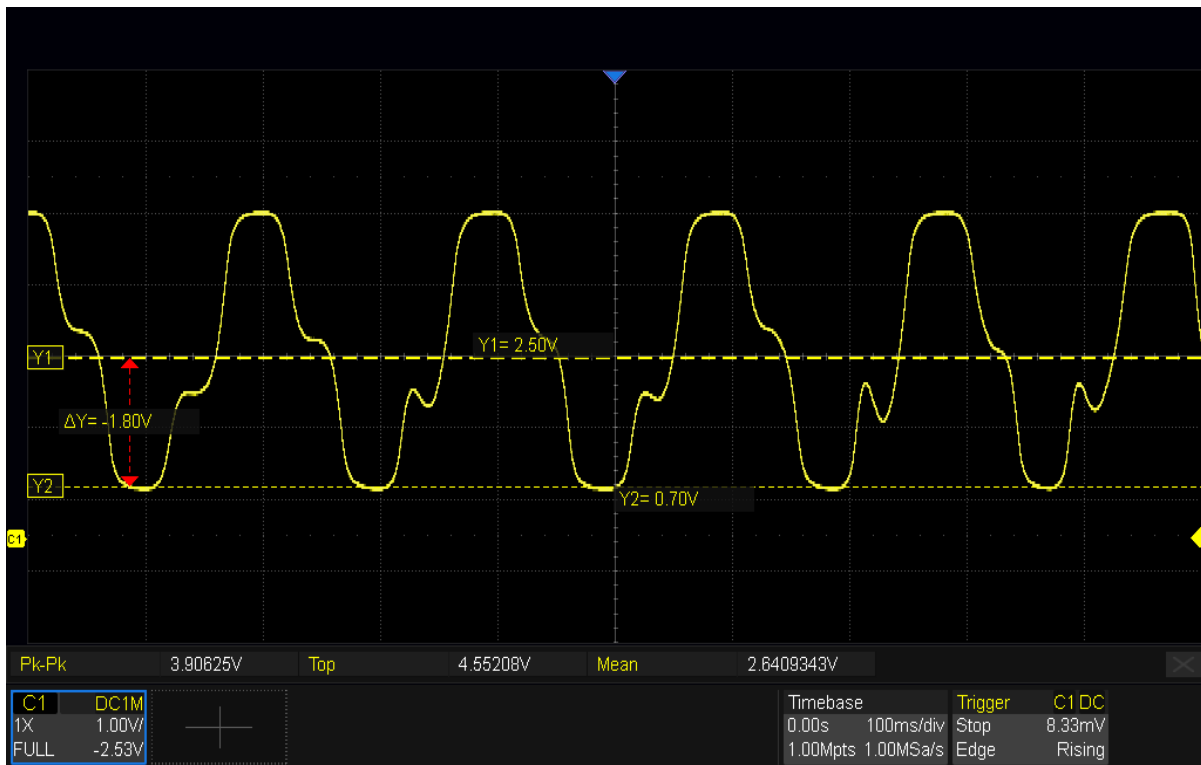 Y1
Y1= 2.50V
ΔY= -1.80V
Y2
Y2= 0.70V
C1
Pk-Pk 3.90625V Top 4.55208V Mean 2.6409343V
C1 DC1M
1X 1.00V/
FULL -2.53V
Timebase
0.00s 100ms/div
1.00Mpts 1.00MSa/s
Trigger C1 DC
Stop 8.33mV
Edge Rising